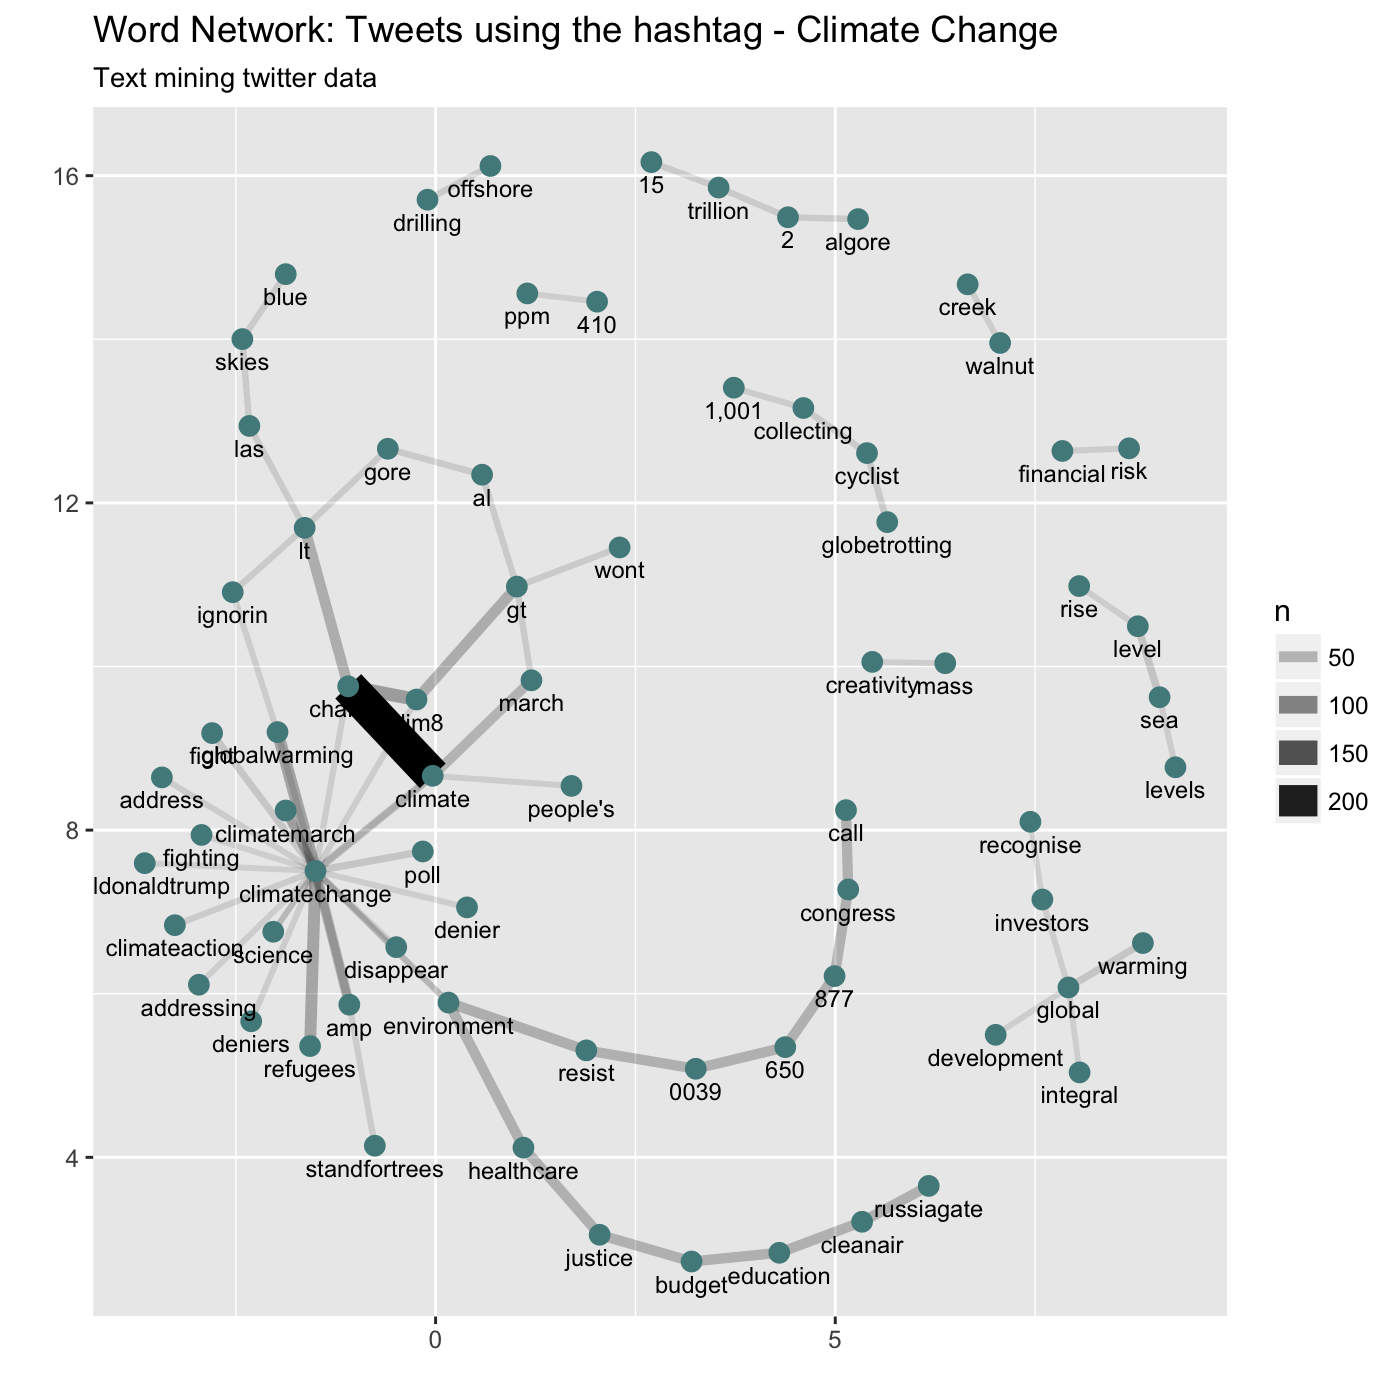 Word Network: Tweets using the hashtag - Climate Change
Text mining twitter data
16
12
8
4
0
5
offshore
drilling
15
trillion
2
algore
blue
ppm
410
creek
skies
walnut
1,001
collecting
las
gore
al
cyclist
financial
risk
globetrotting
lt
wont
ignorin
gt
rise
level
creativity
mass
march
sea
fight
globalwarming
climate
people's
levels
address
climatemarch
call
recognise
fighting
poll
ldonaldtrump
climatechange
congress
investors
denier
climateaction
science
disappear
warming
877
addressing
amp
environment
global
deniers
refugees
resist
0039
650
development
integral
standfortrees
healthcare
russiagate
justice
cleanair
budget
education
n
50
100
150
200